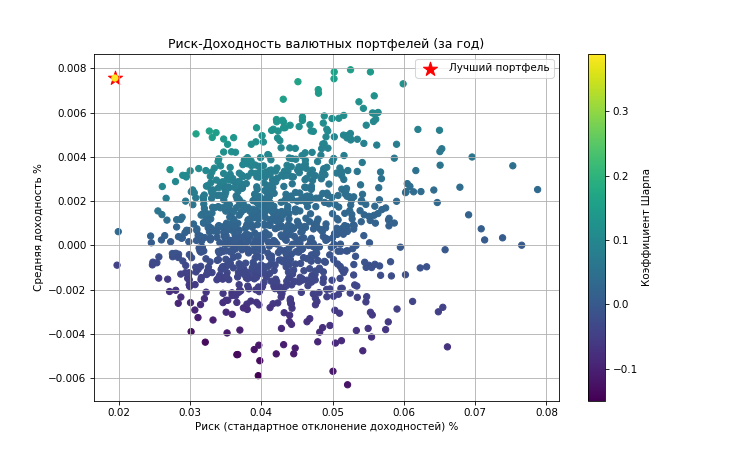 Риск-Доходность валютных портфелей (за год)
Лучший портфель
0.008
0.006
0.004
0.002
0.000
−0.002
−0.004
−0.006
Средняя доходность %
0.02 0.03 0.04 0.05 0.06 0.07 0.08
Риск (стандартное отклонение доходностей) %
0.3
0.2
0.1
0.0
−0.1
Коэффициент Шарпа